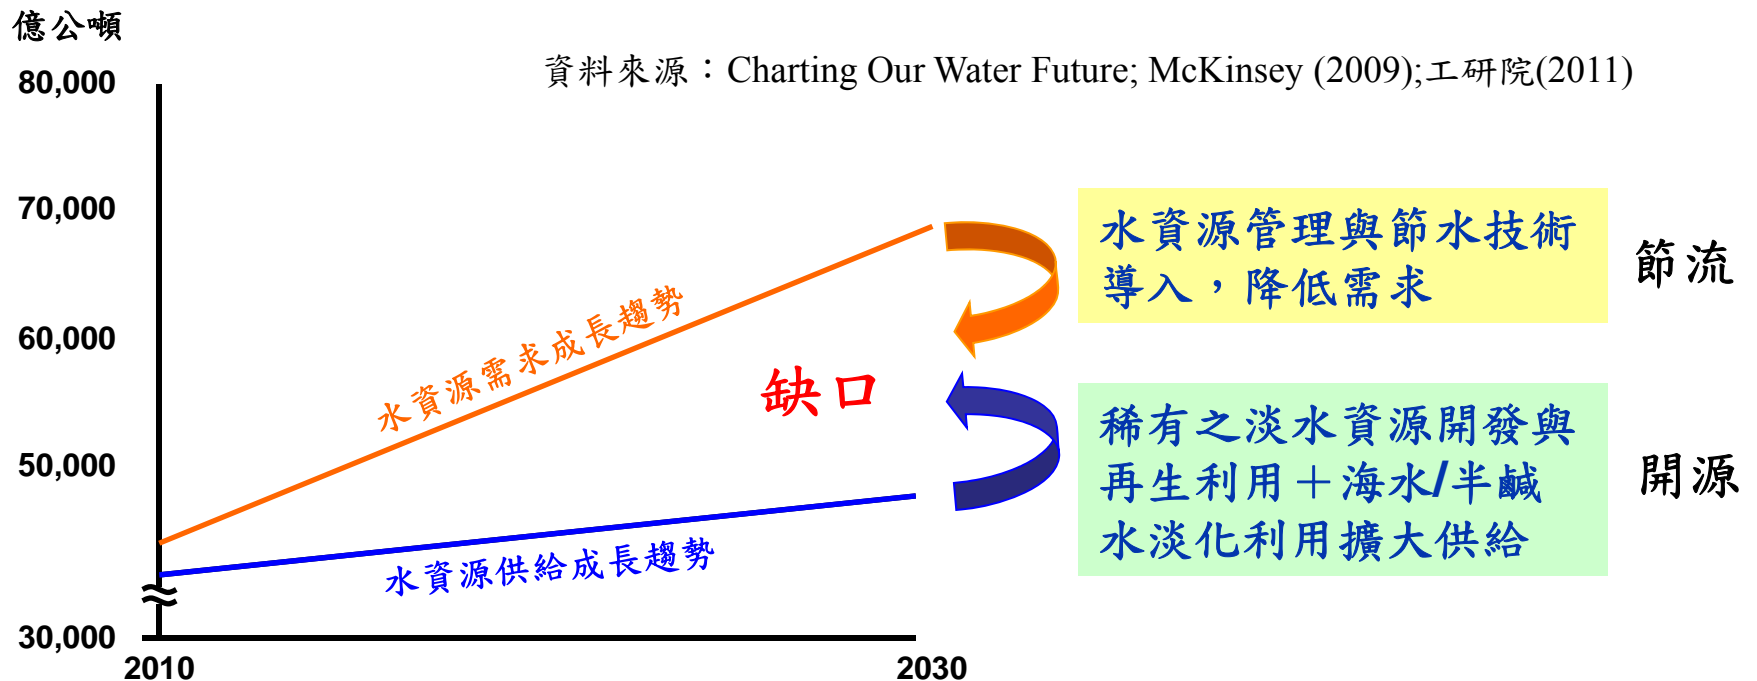 億公噸
資料來源：Charting Our Water Future; McKinsey (2009);工研院(2011)
80,000
70,000
60,000
50,000
30,000
2010
2030
水資源需求成長趨勢
水資源供給成長趨勢
缺口
水資源管理與節水技術
導入，降低需求
節流
稀有之淡水資源開發與
再生利用＋海水/半鹹
水淡化利用擴大供給
開源